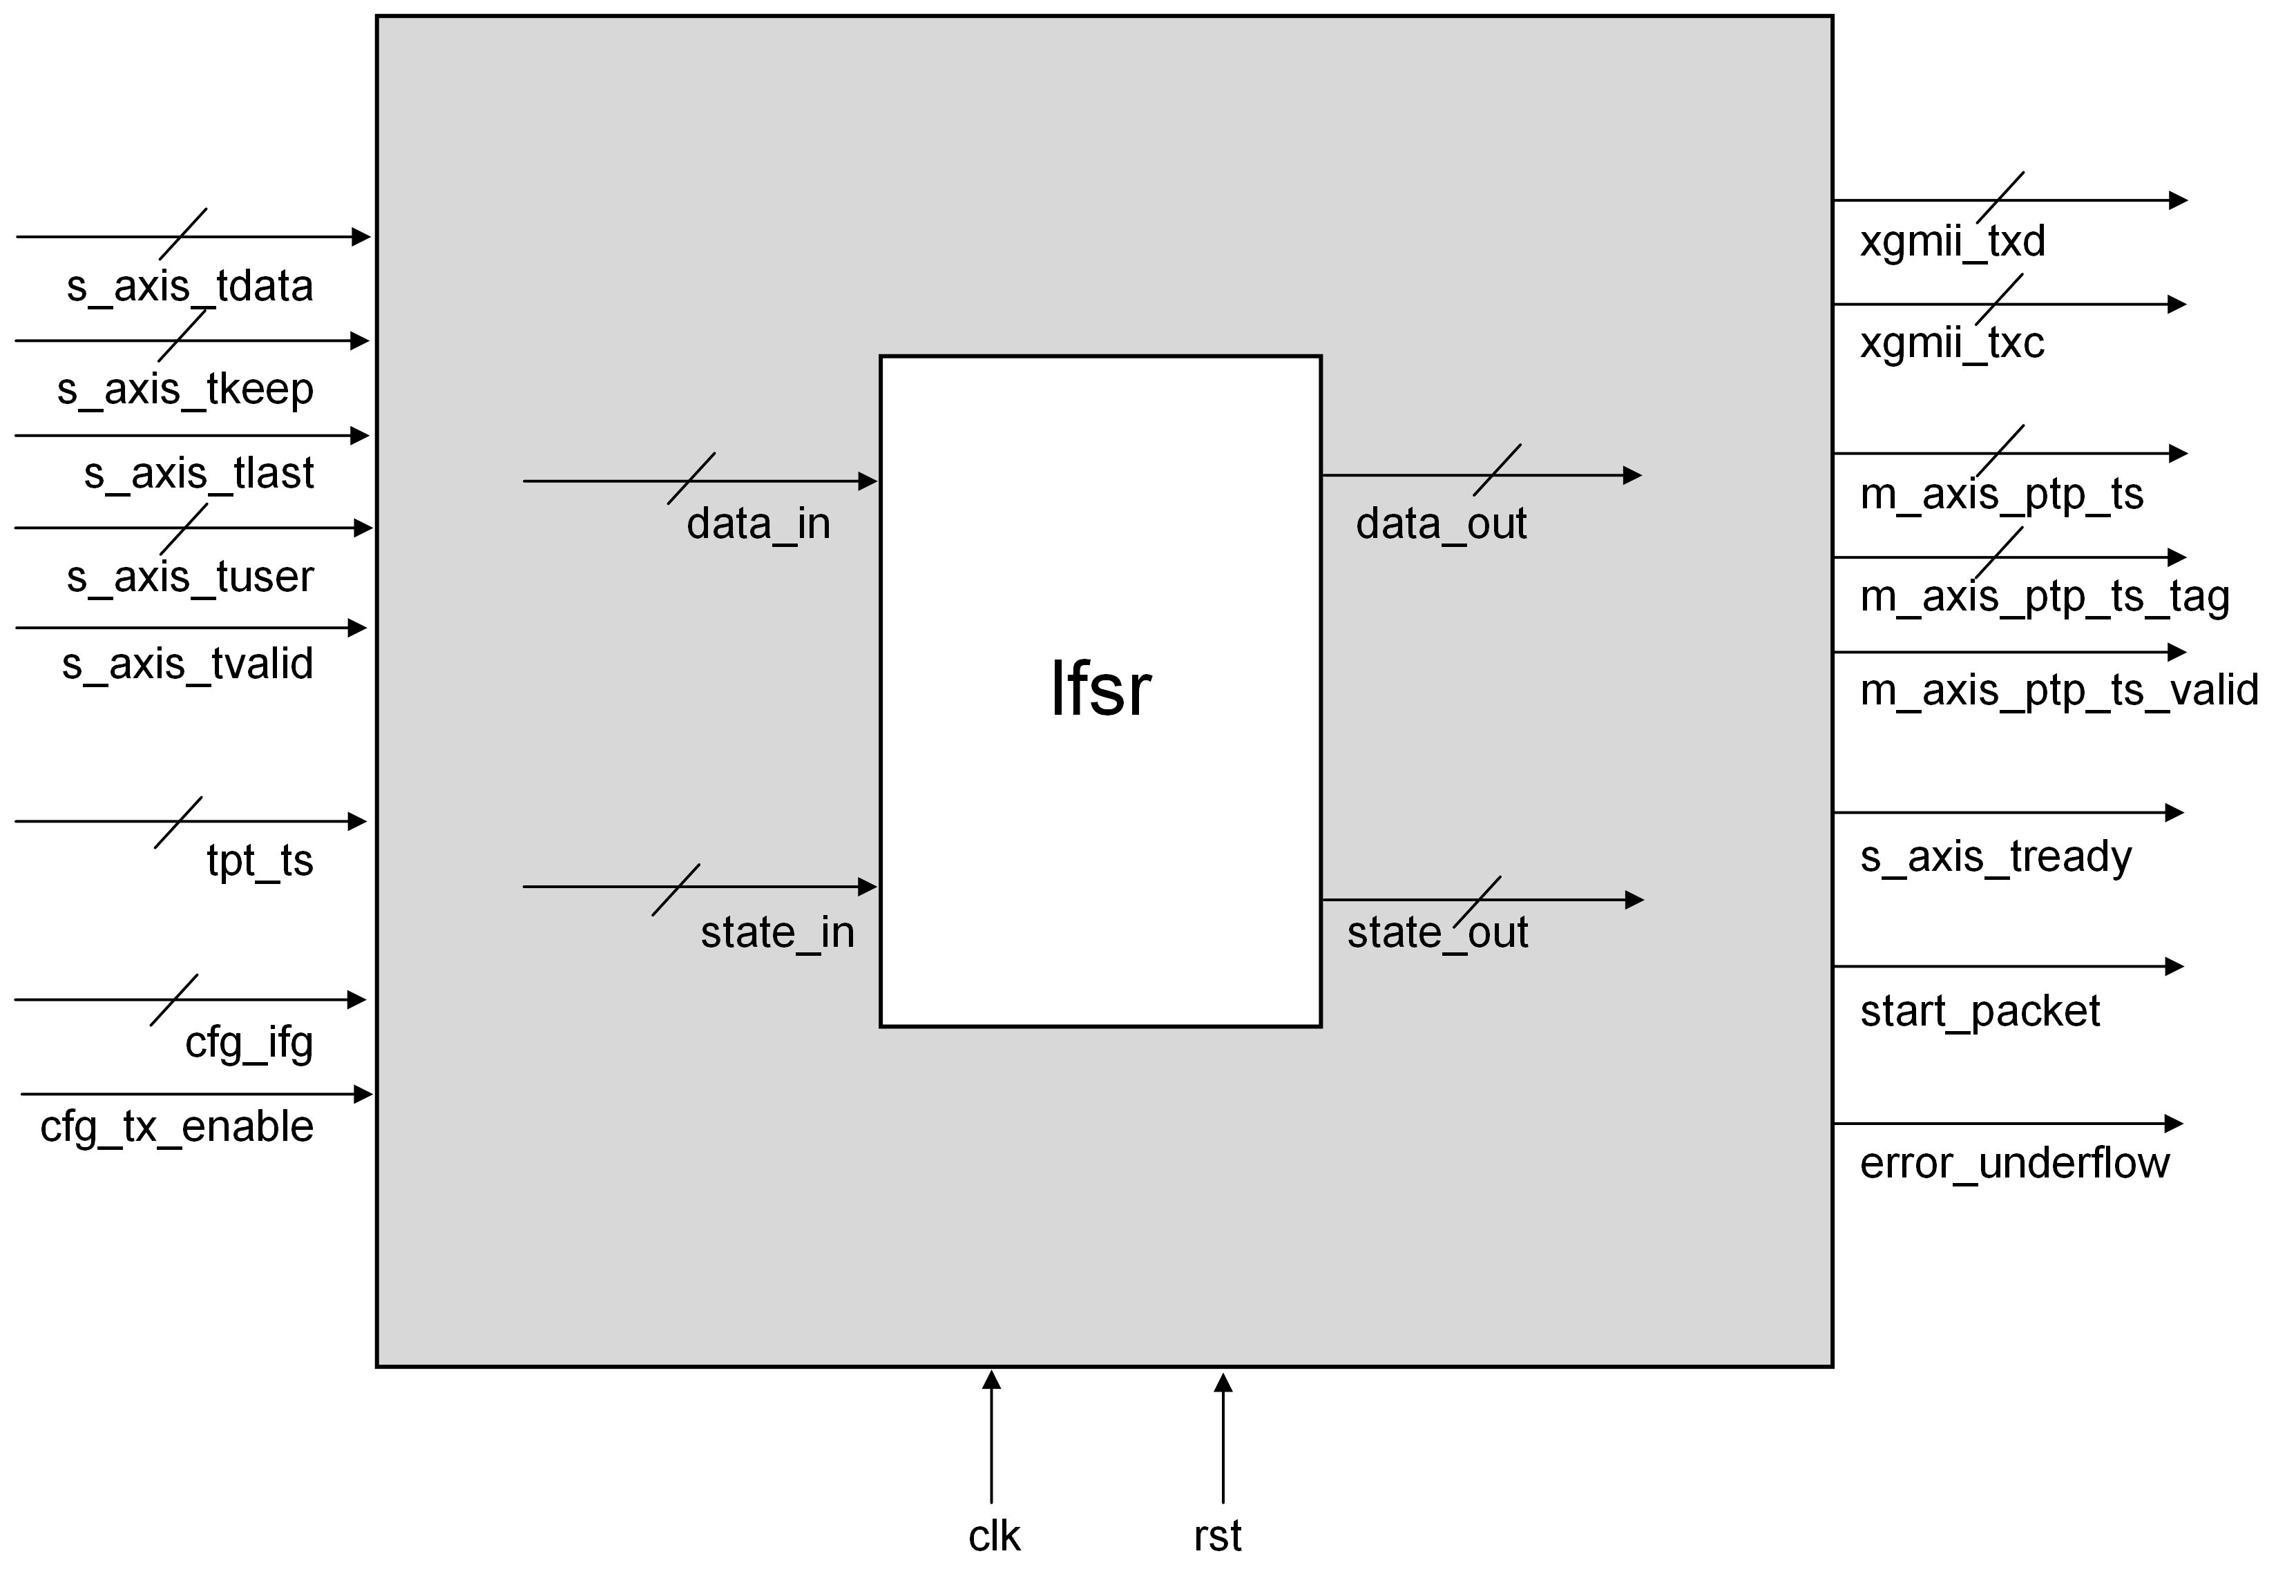 s_axis_tdata
s_axis_tkeep
s_axis_tlast
s_axis_tuser
s_axis_tvalid
tpt_ts
cfg_ifg
cfg_tx_enable
data_in
state_in
lfsr
data_out
state_out
xgmii_txd
xgmii_txc
m_axis_ptp_ts
m_axis_ptp_ts_tag
m_axis_ptp_ts_valid
s_axis_tready
start_packet
error_underflow
clk
rst